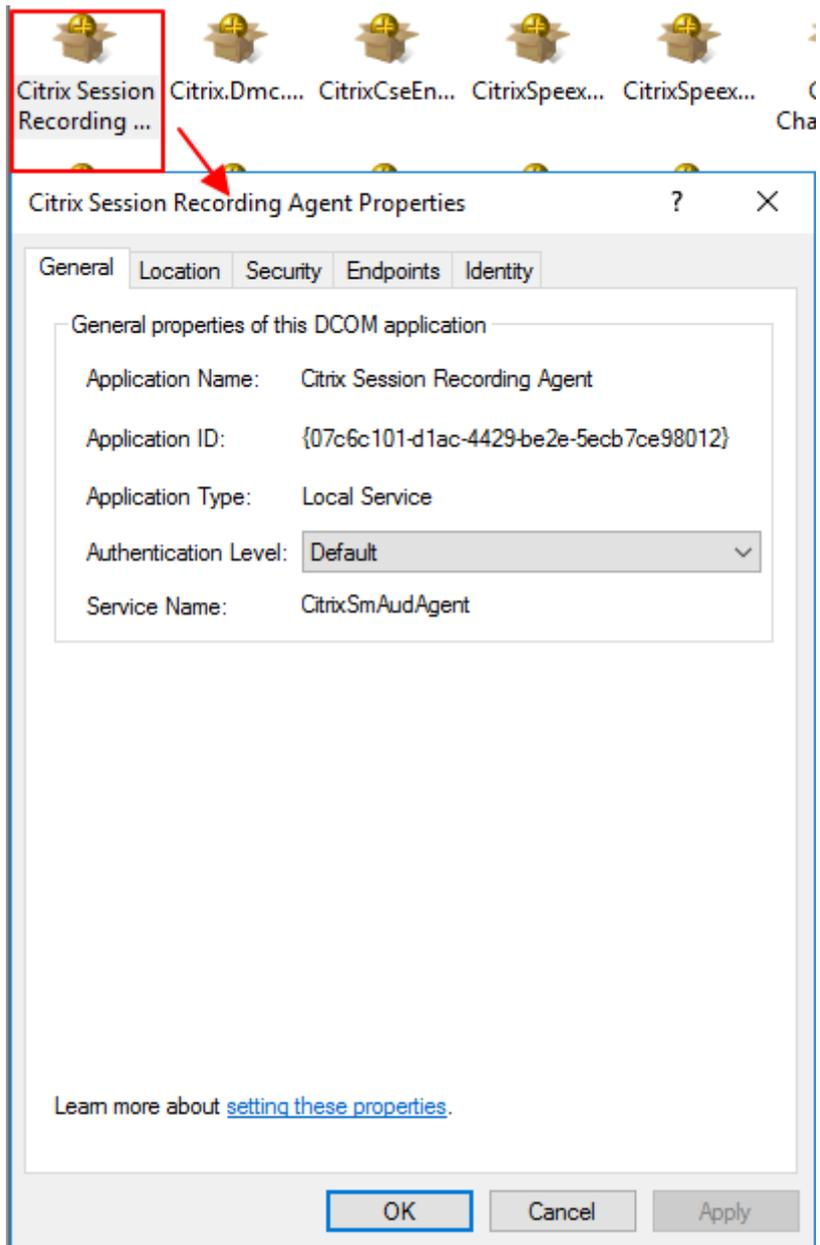 Citrix Session Recording ...
Citrix.Dmc....
CitrixCseEn...
CitrixSpeex...
CitrixSpeex...
Cha
Citrix Session Recording Agent Properties
?
General
Location
Security
Endpoints
Identity
General properties of this DCOM application
Application Name: Citrix Session Recording Agent
Application ID: {07c6c101-d1ac-4429-be2e-5ecb7ce98012}
Application Type: Local Service
Authentication Level: Default
Service Name: CitrixSmAudAgent
Learn more about setting these properties.
OK
Cancel
Apply